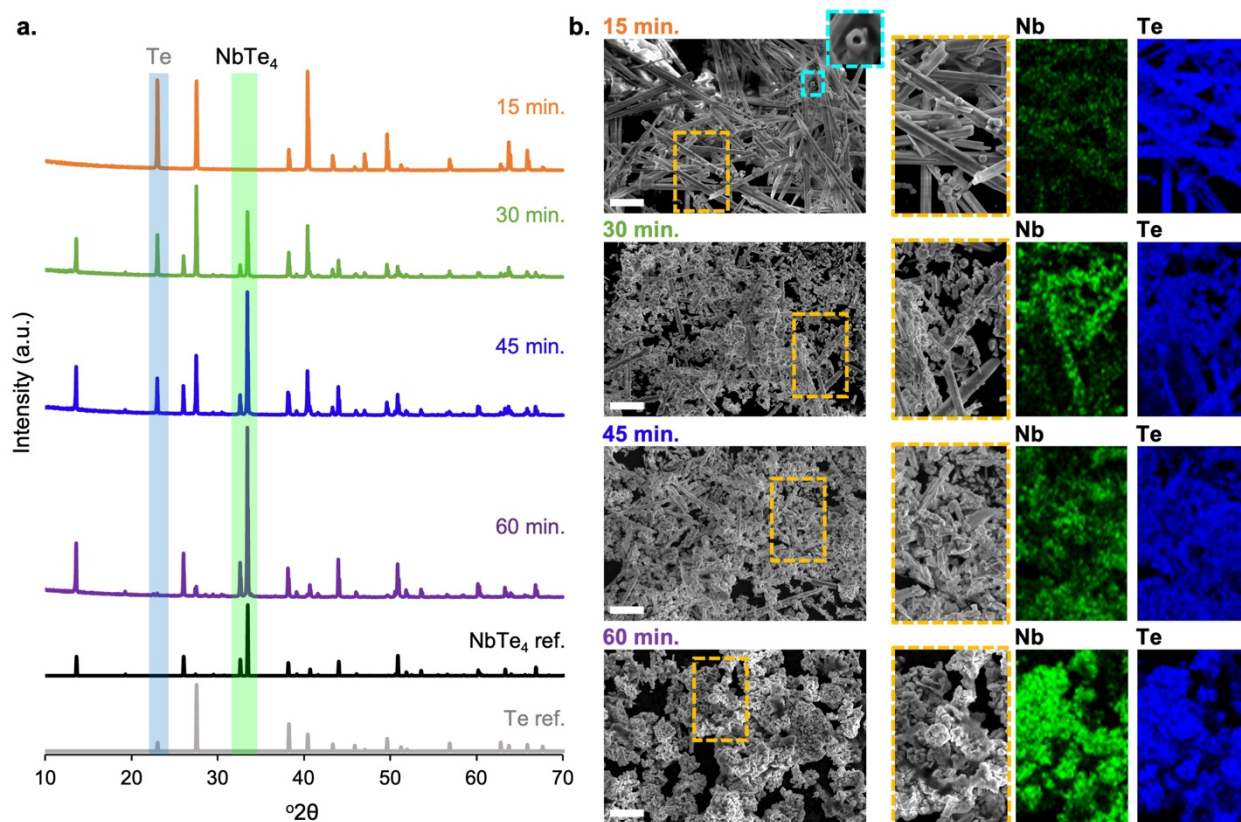 a.
Te
NbTe₄
15 min.
30 min.
45 min.
60 min.
NbTe₄ ref.
Te ref.
Intensity (a.u.)
10 20 30 40 50 60 70
°2θ
b.
15 min.
Nb
Te
30 min.
Nb
Te
45 min.
Nb
Te
60 min.
Nb
Te